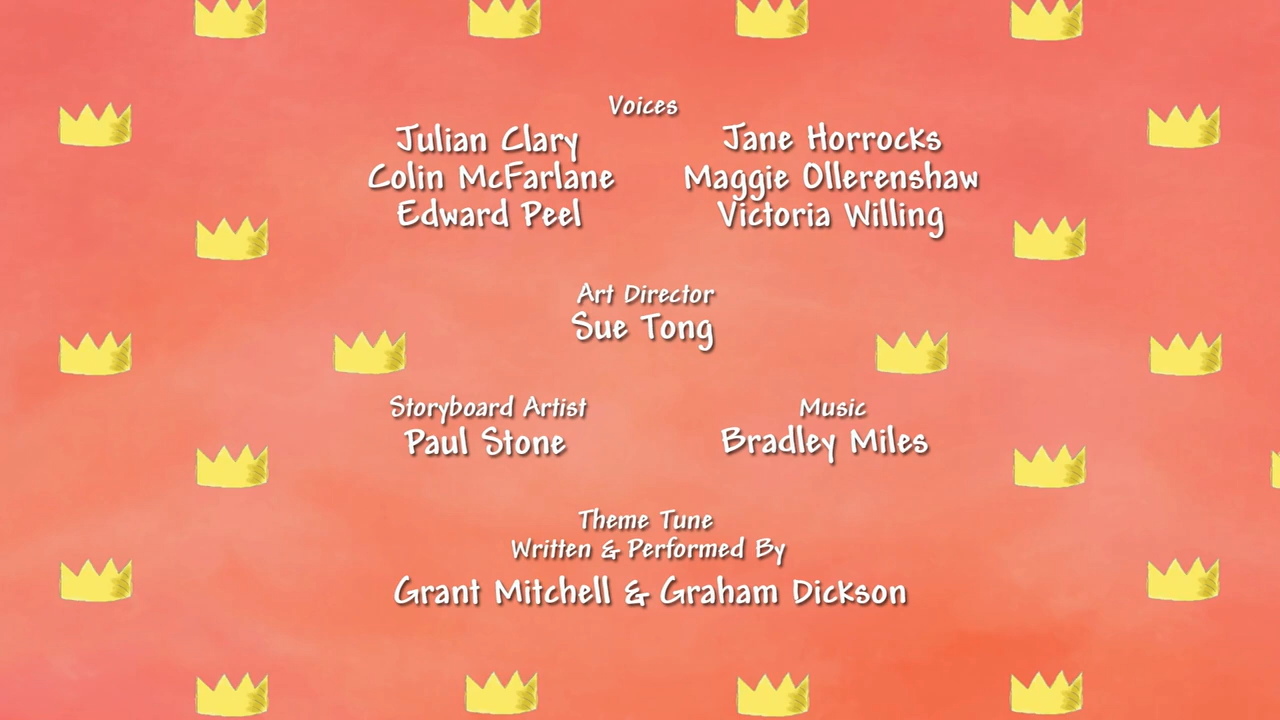 Voices
Julian Clary Jane Horrocks
Colin McFarlane Maggie Ollerenshaw
Edward Peel Victoria Willing
Art Director
Sue Tong
Storyboard Artist Music
Paul Stone Bradley Miles
Theme Tune
Written & Performed By
Grant Mitchell & Graham Dickson